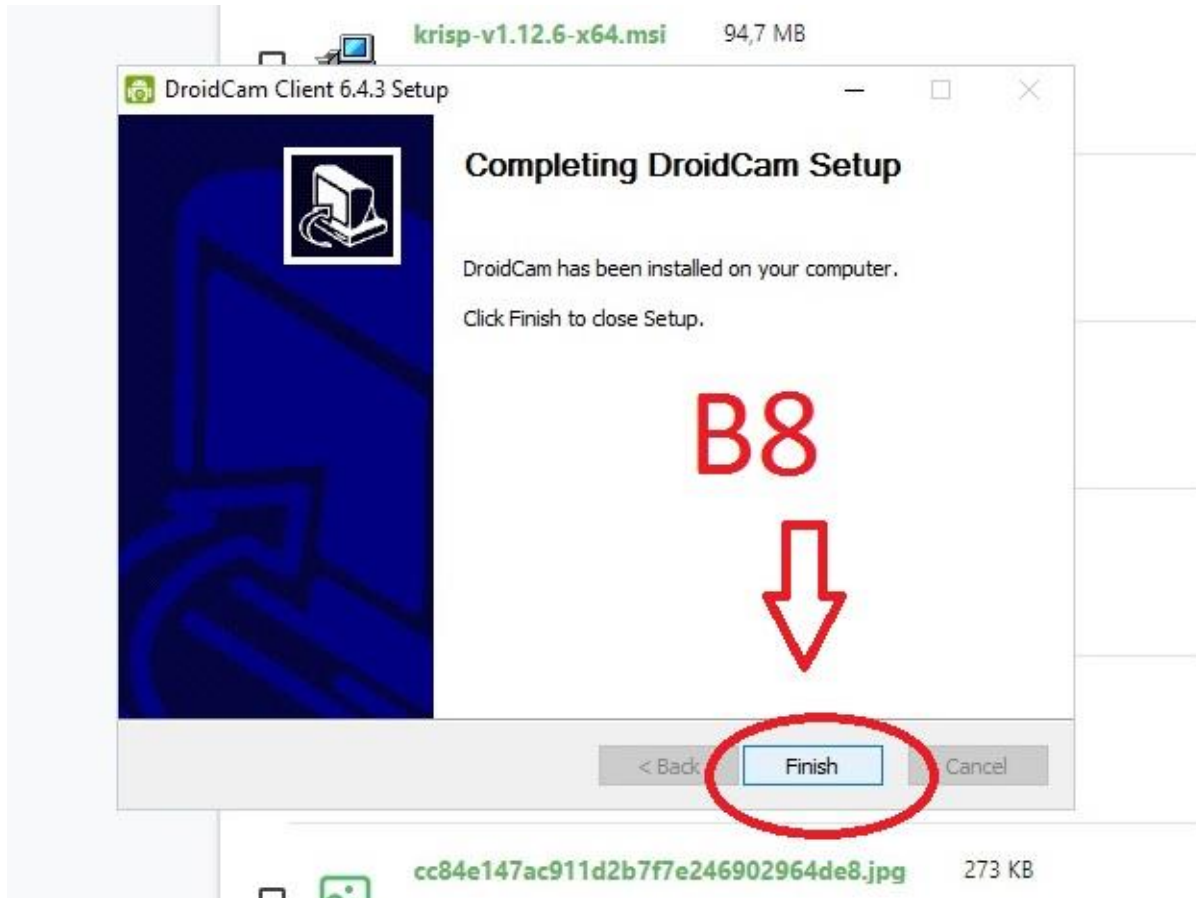 krisp-v1.12.6-x64.msi 94,7 MB
DroidCam Client 6.4.3 Setup
Completing DroidCam Setup
DroidCam has been installed on your computer.
Click Finish to close Setup.
B8
< Back Finish Cancel
cc84e147ac911d2b7f7e246902964de8.jpg 273 KB